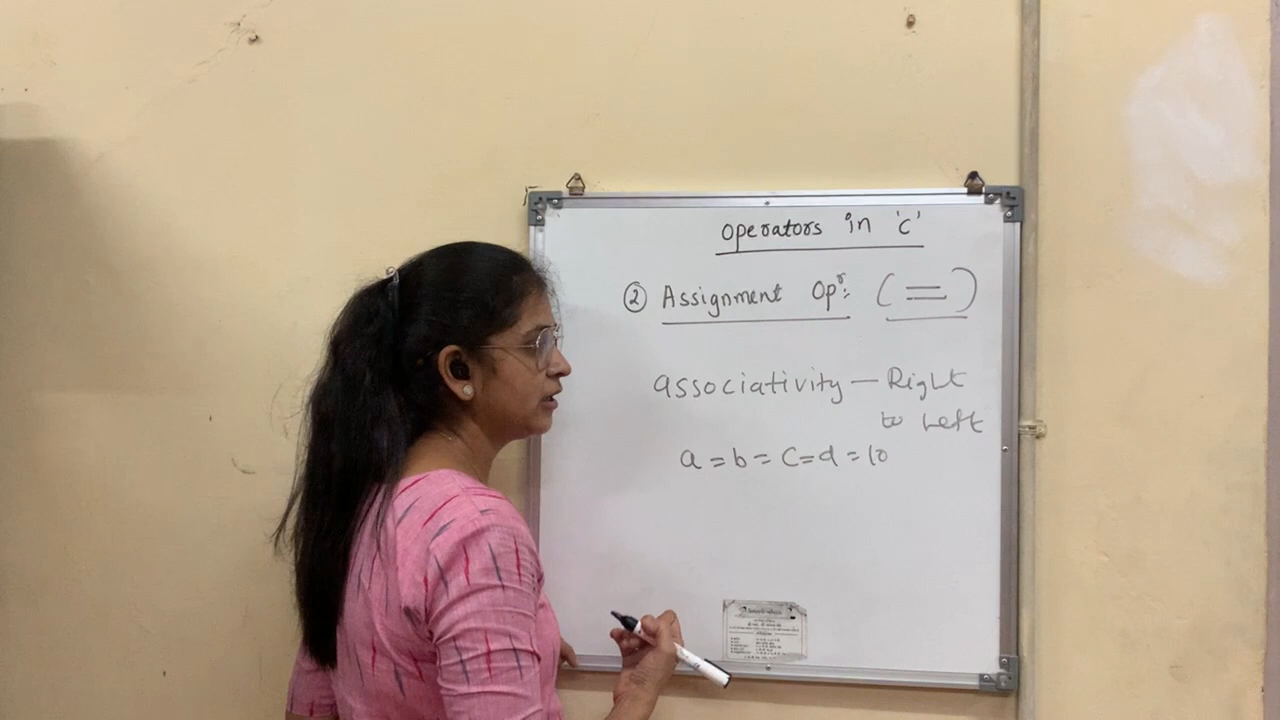 Operators in 'C'
② Assignment Opʳ: (=)
associativity — Right
to Left
a = b = c = d = 10